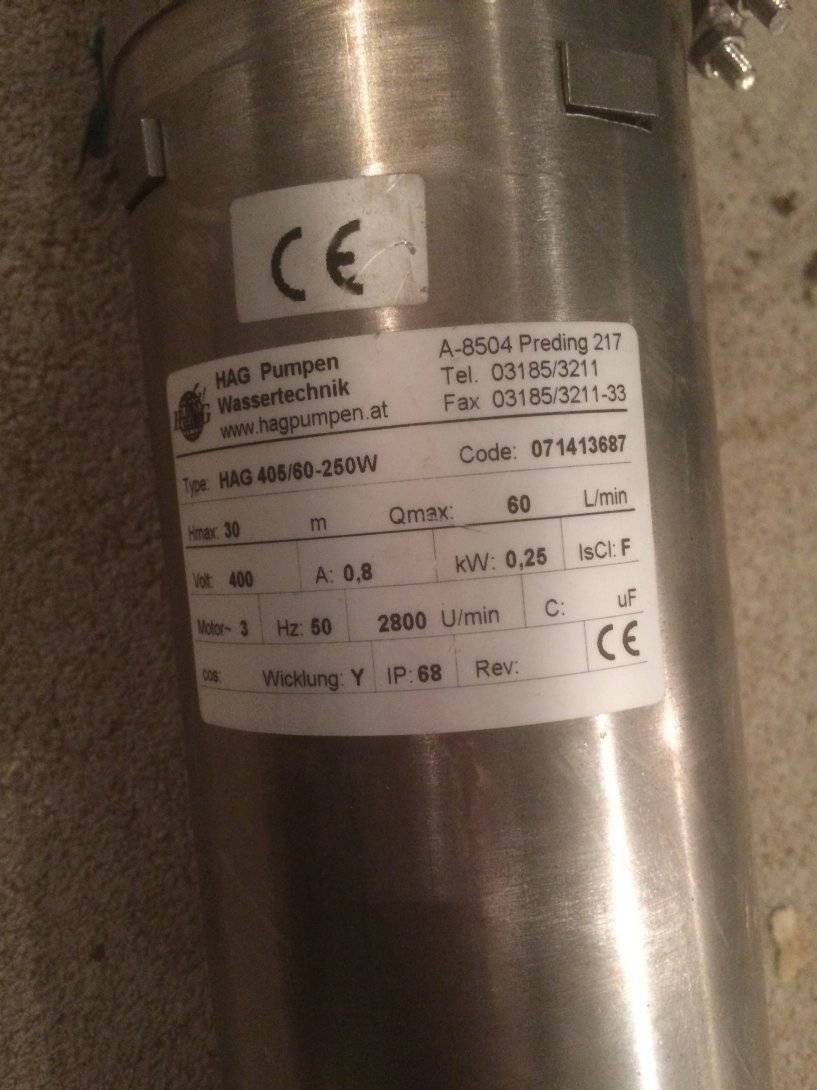 CE
HAG Pumpen
Wassertechnik
www.hagpumpen.at
A-8504 Preding 217
Tel. 03185/3211
Fax 03185/3211-33
Type: HAG 405/60-250W Code: 071413687
Hmax: 30 m Qmax: 60 L/min
Volt: 400 A: 0,8 kW: 0,25 IsCl: F
Motor~ 3 Hz: 50 2800 U/min C: uF
cos: Wicklung: Y IP: 68 Rev: CE